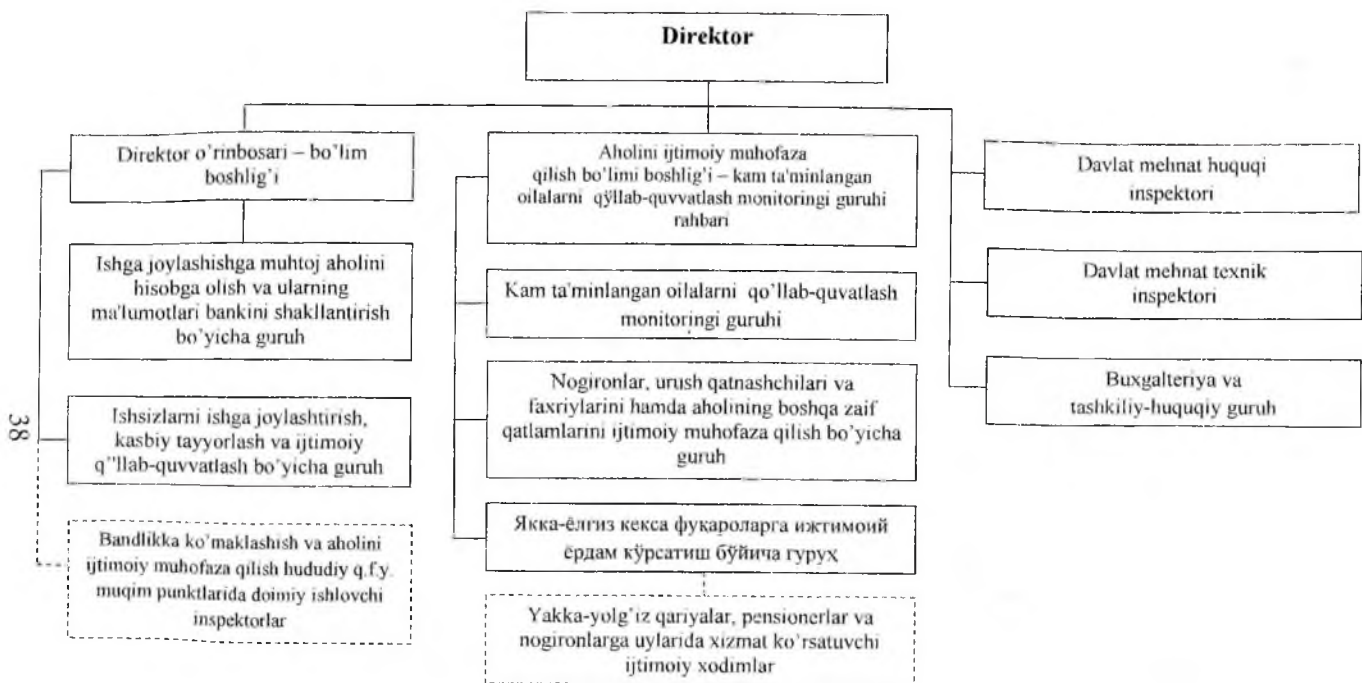 Direktor
Direktor o'rinbosari – bo'lim
boshlig'i
Ishga joylashishga muhtoj aholini
hisobga olish va ularning
ma'lumotlari bankini shakllantirish
bo'yicha guruh
Ishsizlarni ishga joylashtirish,
kasbiy tayyorlash va ijtimoiy
q''llab-quvvatlash bo'yicha guruh
Bandlikka ko'maklashish va aholini
ijtimoiy muhofaza qilish hududiy q.f.y.
muqim punktlarida doimiy ishlovchi
inspektorlar
Aholini ijtimoiy muhofaza
qilish bo'limi boshlig'i – kam ta'minlangan
oilalarni qўllab-quvvatlash monitoringi guruhi
rahbari
Kam ta'minlangan oilalarni qo'llab-quvatlash
monitoringi guruhi
Nogironlar, urush qatnashchilari va
faxriylarini hamda aholining boshqa zaif
qatlamlarini ijtimoiy muhofaza qilish bo'yicha
guruh
Якка-ёлғиз кекса фуқароларга ижтимоий
ёрдам кўрсатиш бўйича гуруҳ
Yakka-yolg'iz qariyalar, pensionerlar va
nogironlarga uylarida xizmat ko'rsatuvchi
ijtimoiy xodimlar
Davlat mehnat huquqi
inspektori
Davlat mehnat texnik
inspektori
Buxgalteriya va
tashkiliy-huquqiy guruh
38